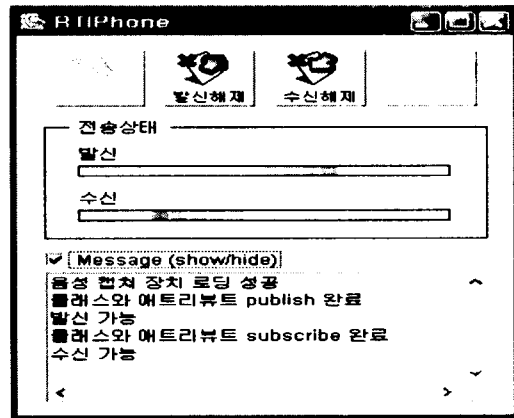 RTIPhone
발신해제
수신해제
전송상태
발신
수신
Message (show/hide)
음성 캡쳐 장치 로딩 성공
클래스와 애트리뷰트 publish 완료
발신 가능
클래스와 애트리뷰트 subscribe 완료
수신 가능